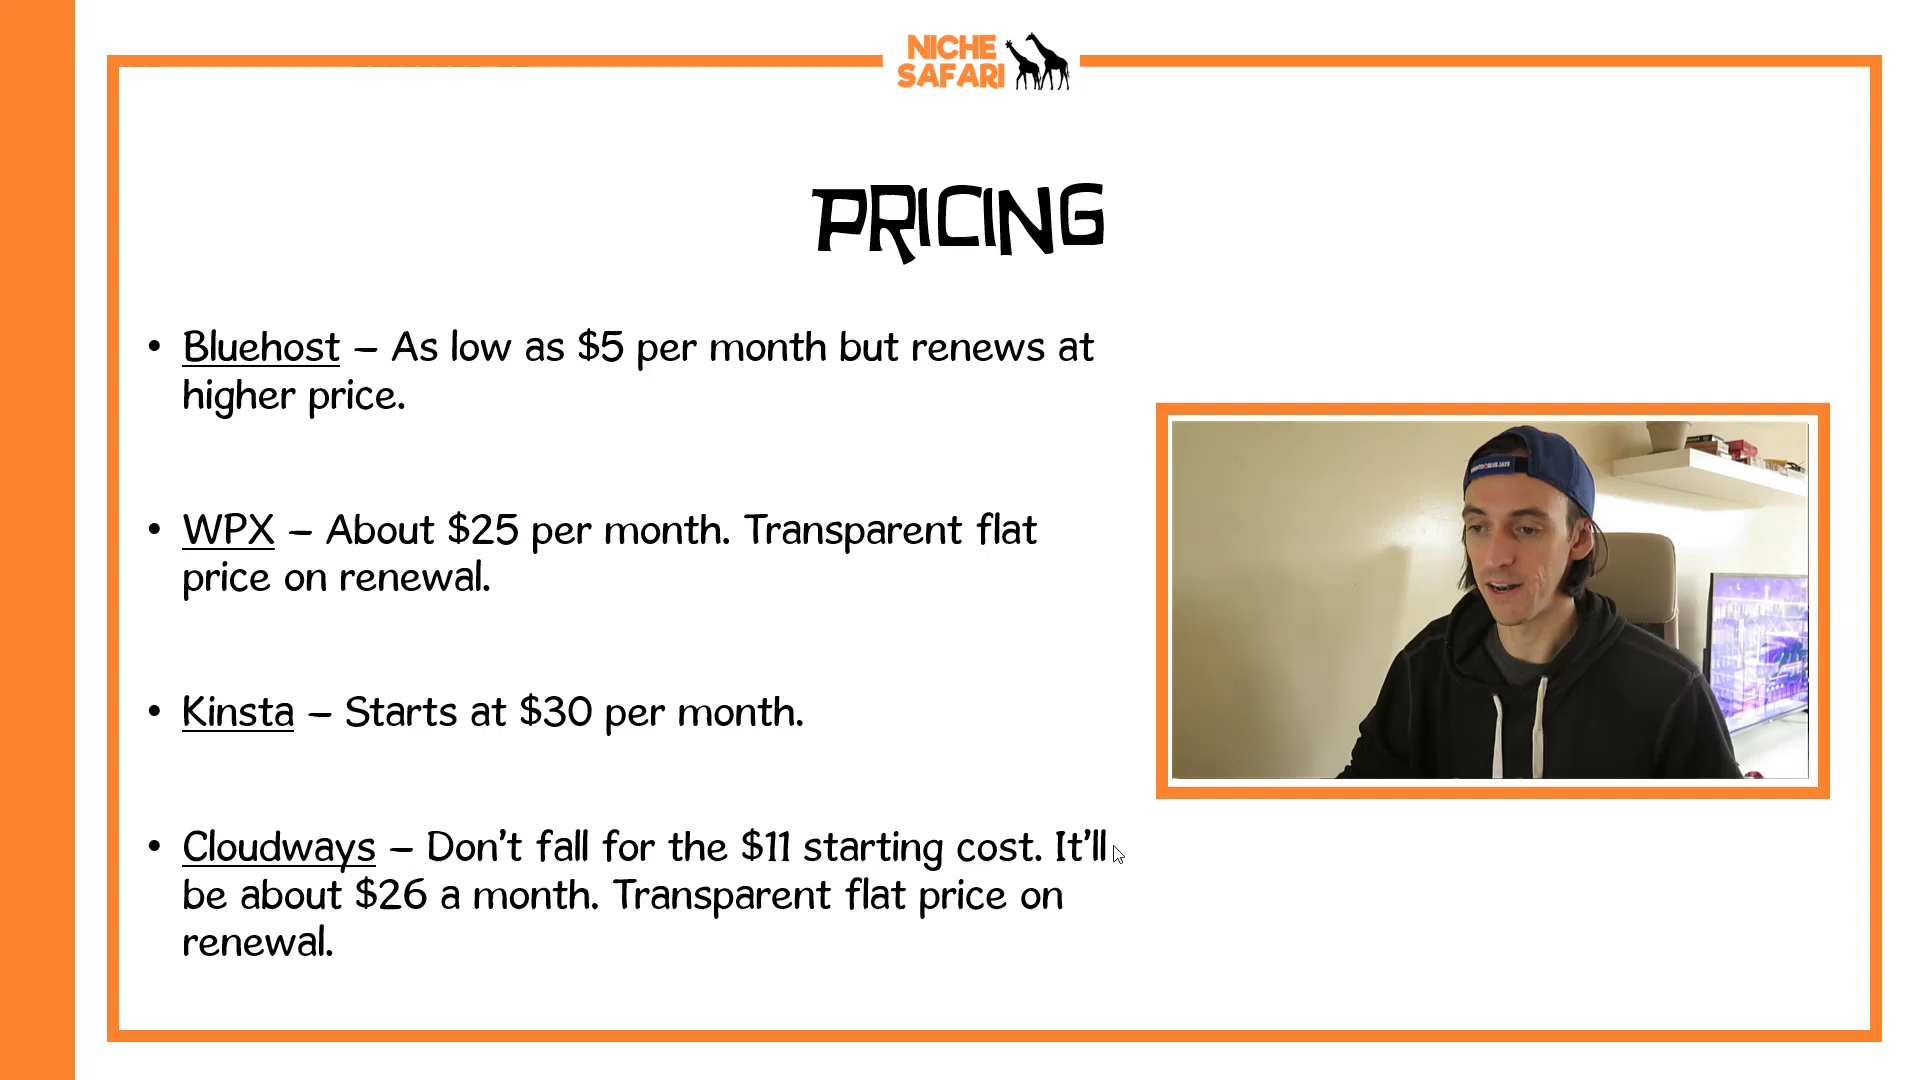 NICHE
SAFARI
PRICING
• Bluehost – As low as $5 per month but renews at
higher price.
• WPX – About $25 per month. Transparent flat
price on renewal.
• Kinsta – Starts at $30 per month.
• Cloudways – Don't fall for the $11 starting cost. It'll
be about $26 a month. Transparent flat price on
renewal.